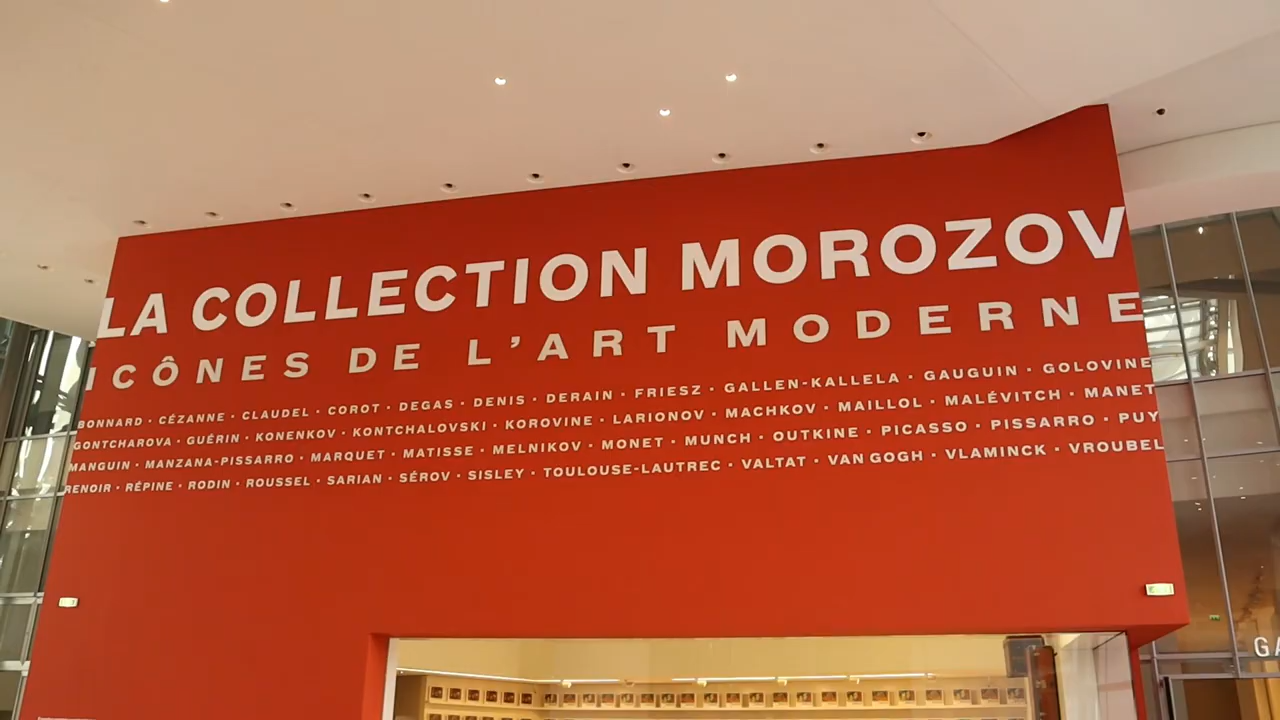 LA COLLECTION MOROZOV
ICÔNES DE L'ART MODERNE
BONNARD · CÉZANNE · CLAUDEL · COROT · DEGAS · DENIS · DERAIN · FRIESZ · GALLEN-KALLELA · GAUGUIN · GOLOVINE
GONTCHAROVA · GUÉRIN · KONENKOV · KONTCHALOVSKI · KOROVINE · LARIONOV · MACHKOV · MAILLOL · MALÉVITCH · MANET
MANGUIN · MANZANA-PISSARRO · MARQUET · MATISSE · MELNIKOV · MONET · MUNCH · OUTKINE · PICASSO · PISSARRO · PUY
RENOIR · RÉPINE · RODIN · ROUSSEL · SARIAN · SÉROV · SISLEY · TOULOUSE-LAUTREC · VALTAT · VAN GOGH · VLAMINCK · VROUBEL